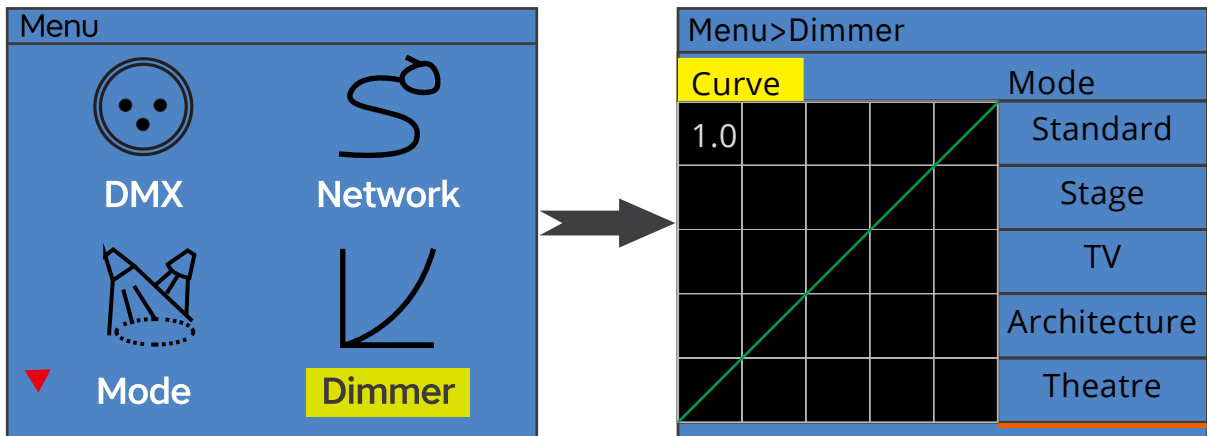 Menu
DMX
Network
Mode
Dimmer
Menu>Dimmer
Curve
Mode
1.0
Standard
Stage
TV
Architecture
Theatre